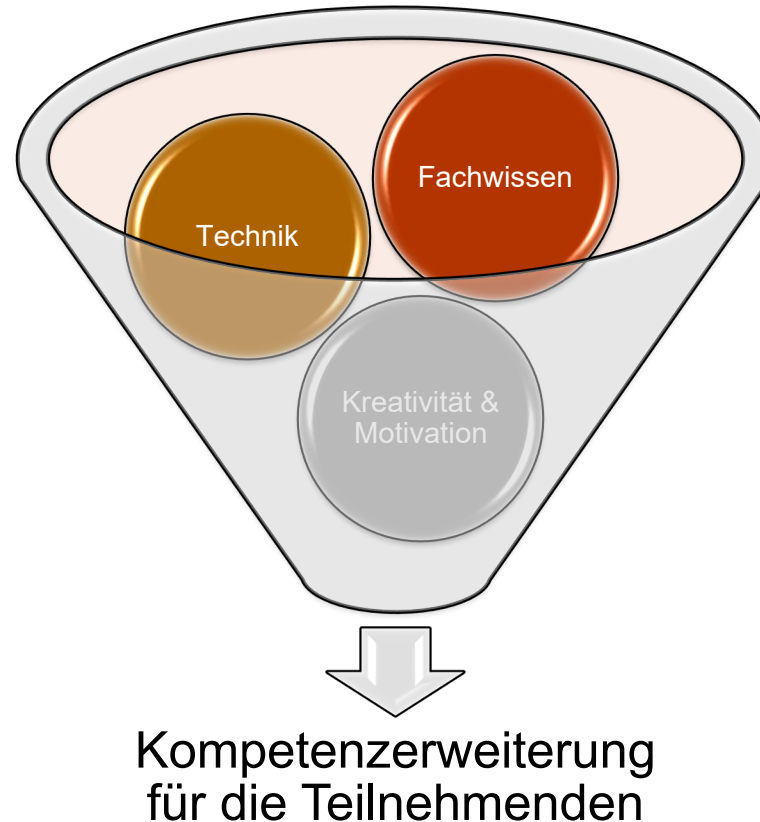 Fachwissen
Technik
Kreativität &
Motivation
Kompetenzerweiterung
für die Teilnehmenden